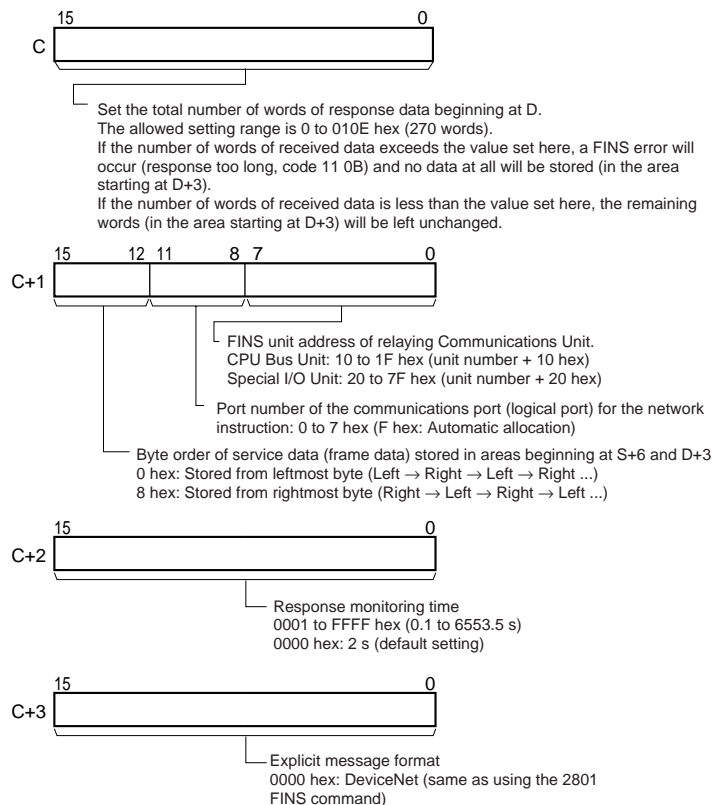 15 0
C
Set the total number of words of response data beginning at D.
The allowed setting range is 0 to 010E hex (270 words).
If the number of words of received data exceeds the value set here, a FINS error will
occur (response too long, code 11 0B) and no data at all will be stored (in the area
starting at D+3).
If the number of words of received data is less than the value set here, the remaining
words (in the area starting at D+3) will be left unchanged.
15 12 11 8 7 0
C+1
FINS unit address of relaying Communications Unit.
CPU Bus Unit: 10 to 1F hex (unit number + 10 hex)
Special I/O Unit: 20 to 7F hex (unit number + 20 hex)
Port number of the communications port (logical port) for the network
instruction: 0 to 7 hex (F hex: Automatic allocation)
Byte order of service data (frame data) stored in areas beginning at S+6 and D+3
0 hex: Stored from leftmost byte (Left → Right → Left → Right ...)
8 hex: Stored from rightmost byte (Right → Left → Right → Left ...)
15 0
C+2
Response monitoring time
0001 to FFFF hex (0.1 to 6553.5 s)
0000 hex: 2 s (default setting)
15 0
C+3
Explicit message format
0000 hex: DeviceNet (same as using the 2801
FINS command)